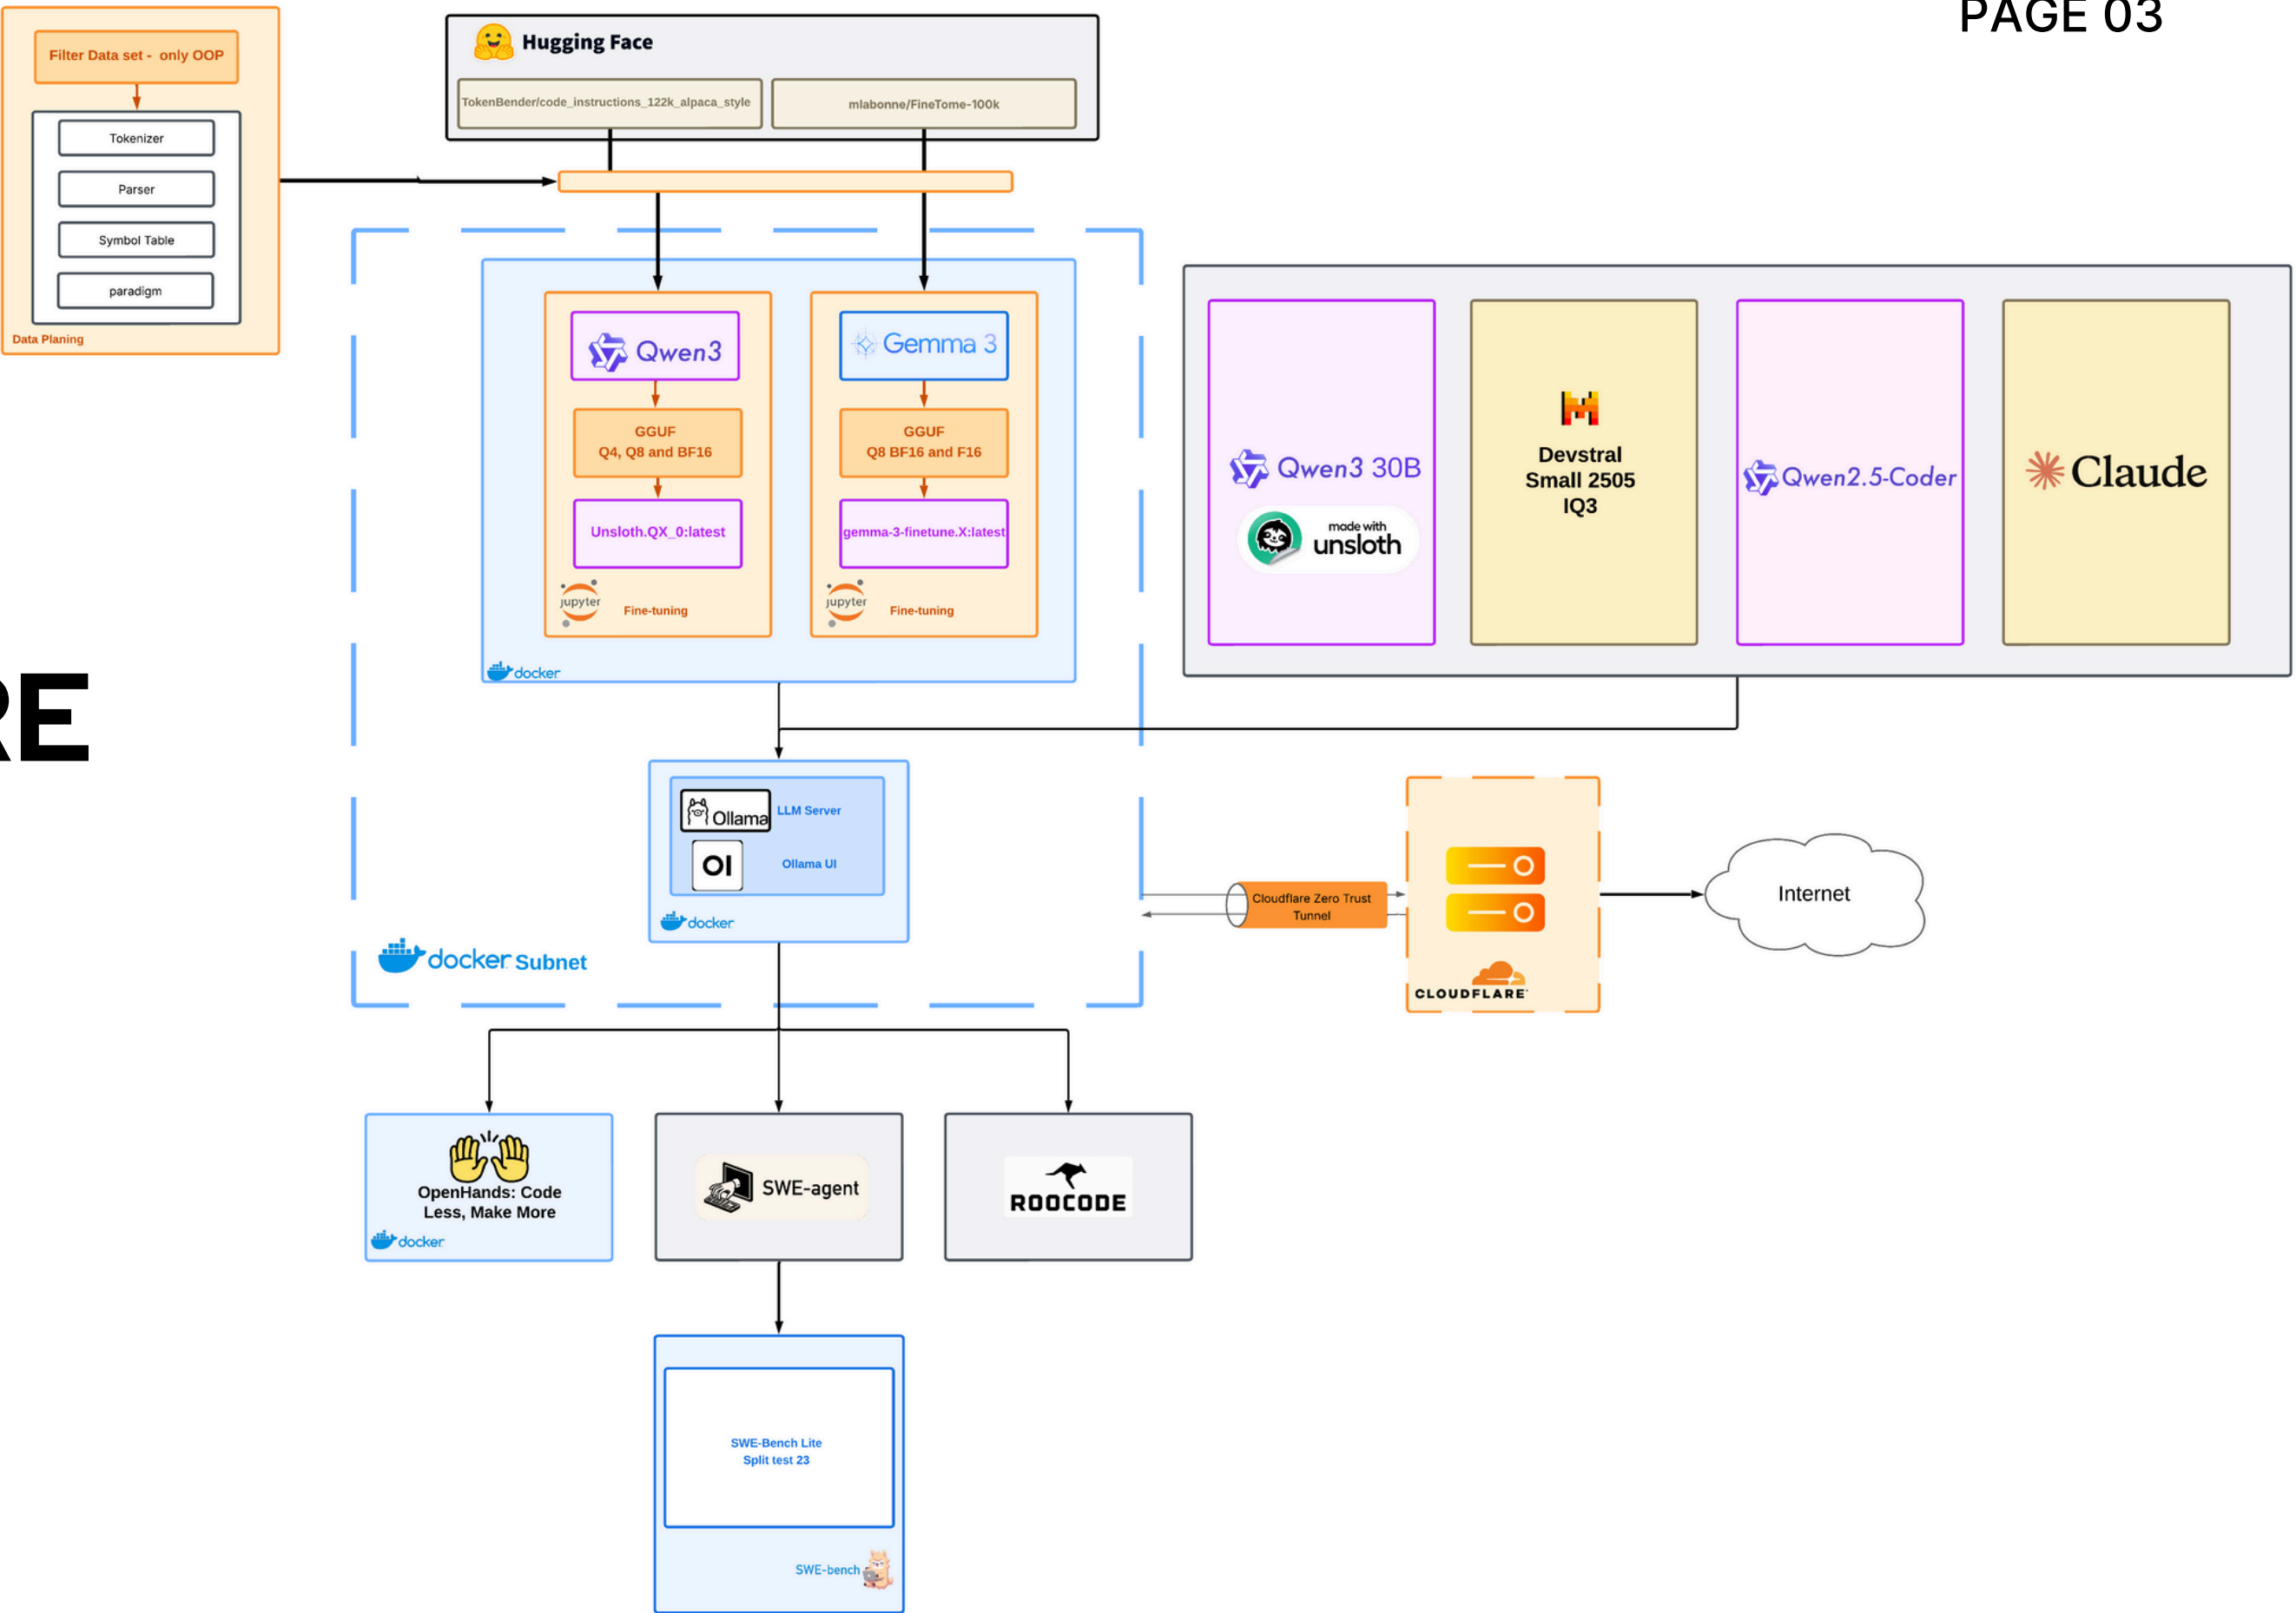 PAGE 03
Filter Data set - only OOP
Tokenizer
Parser
Symbol Table
paradigm
Data Planing
Hugging Face
TokenBender/code_instructions_122k_alpaca_style
mlabonne/FineTome-100k
Qwen3
GGUF
Q4, Q8 and BF16
Unsloth.QX_0:latest
jupyter
Fine-tuning
Gemma 3
GGUF
Q8 BF16 and F16
gemma-3-finetune.X:latest
jupyter
Fine-tuning
docker
Qwen3 30B
made with
unsloth
Devstral
Small 2505
IQ3
Qwen2.5-Coder
Claude
RE
Ollama
LLM Server
OI
Ollama UI
docker
docker Subnet
Cloudflare Zero Trust
Tunnel
CLOUDFLARE
Internet
OpenHands: Code
Less, Make More
docker
SWE-agent
ROOCODE
SWE-Bench Lite
Split test 23
SWE-bench